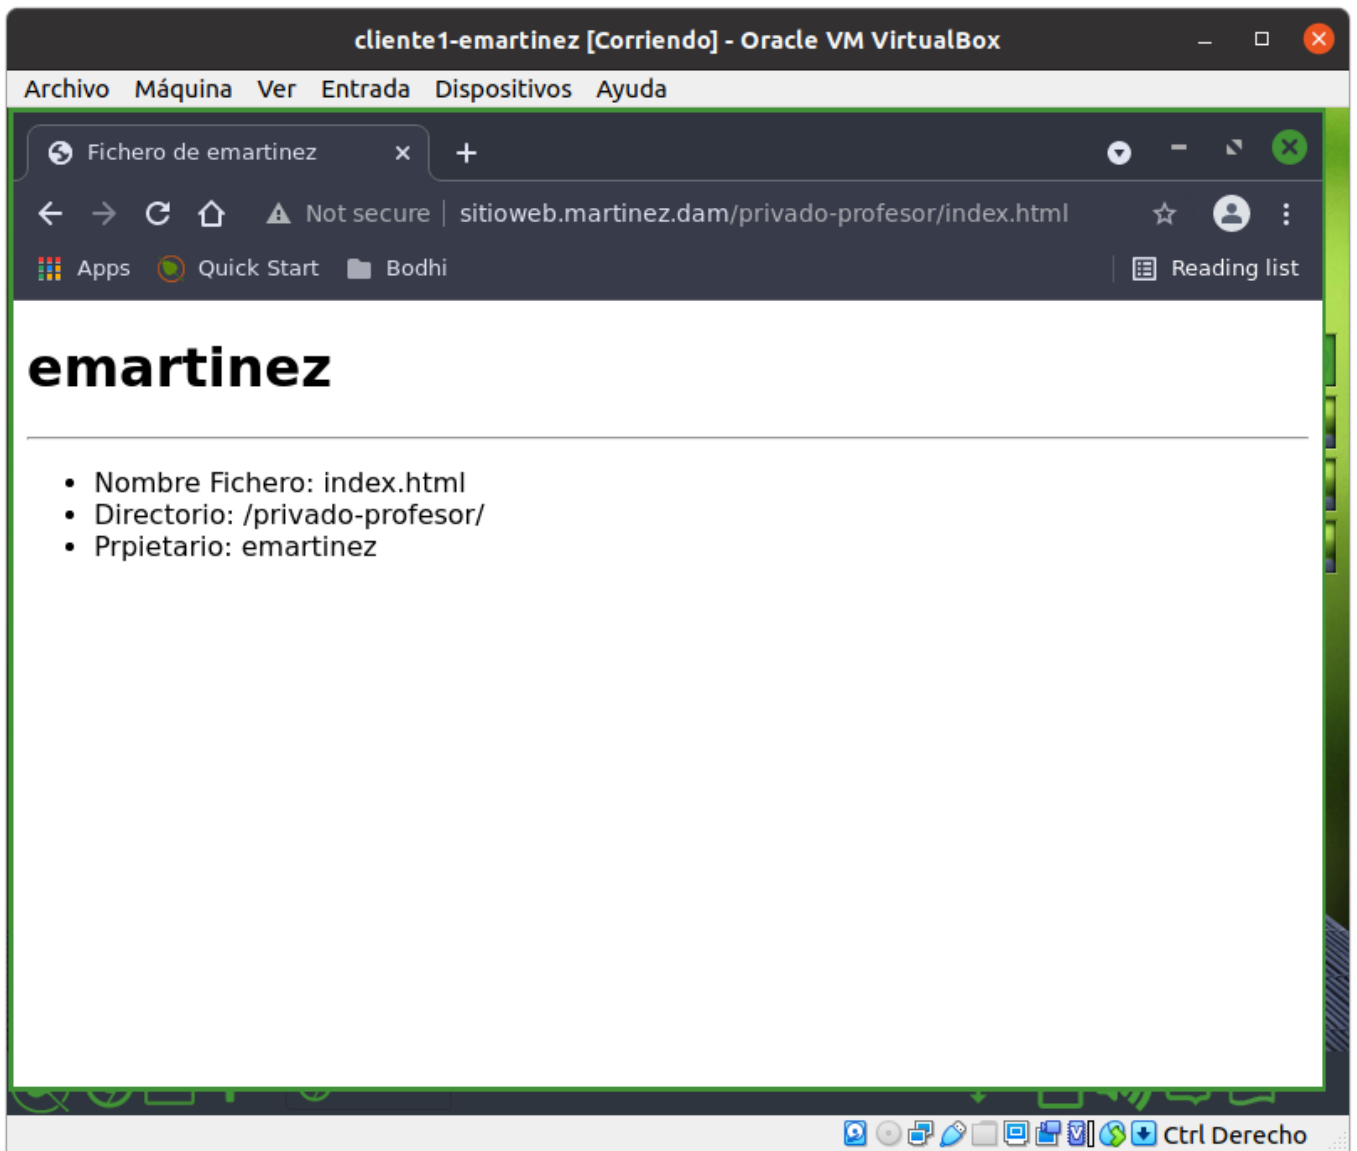 cliente1-emartinez [Corriendo] - Oracle VM VirtualBox
Archivo Máquina Ver Entrada Dispositivos Ayuda
Fichero de emartinez
Not secure sitioweb.martinez.dam/privado-profesor/index.html
Apps Quick Start Bodhi Reading list
emartinez
Nombre Fichero: index.html
Directorio: /privado-profesor/
Prpietario: emartinez
Ctrl Derecho